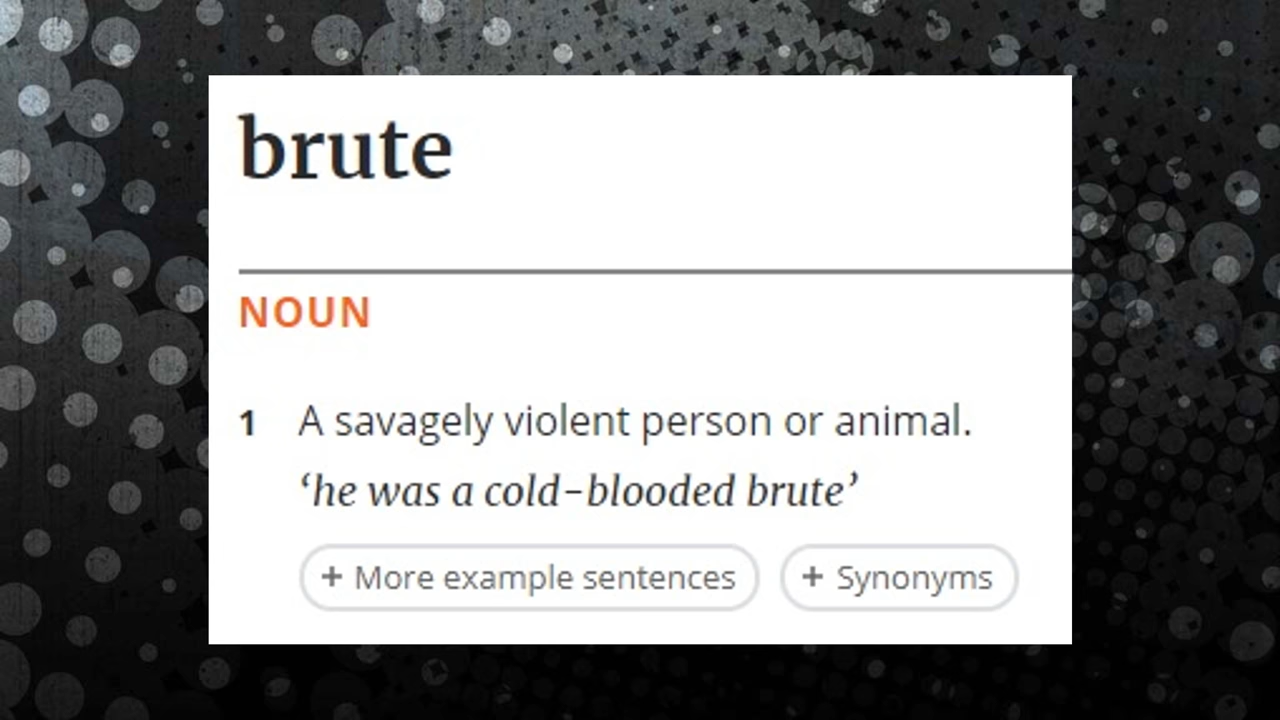 brute
NOUN
1 A savagely violent person or animal.
‘he was a cold-blooded brute’
+ More example sentences + Synonyms